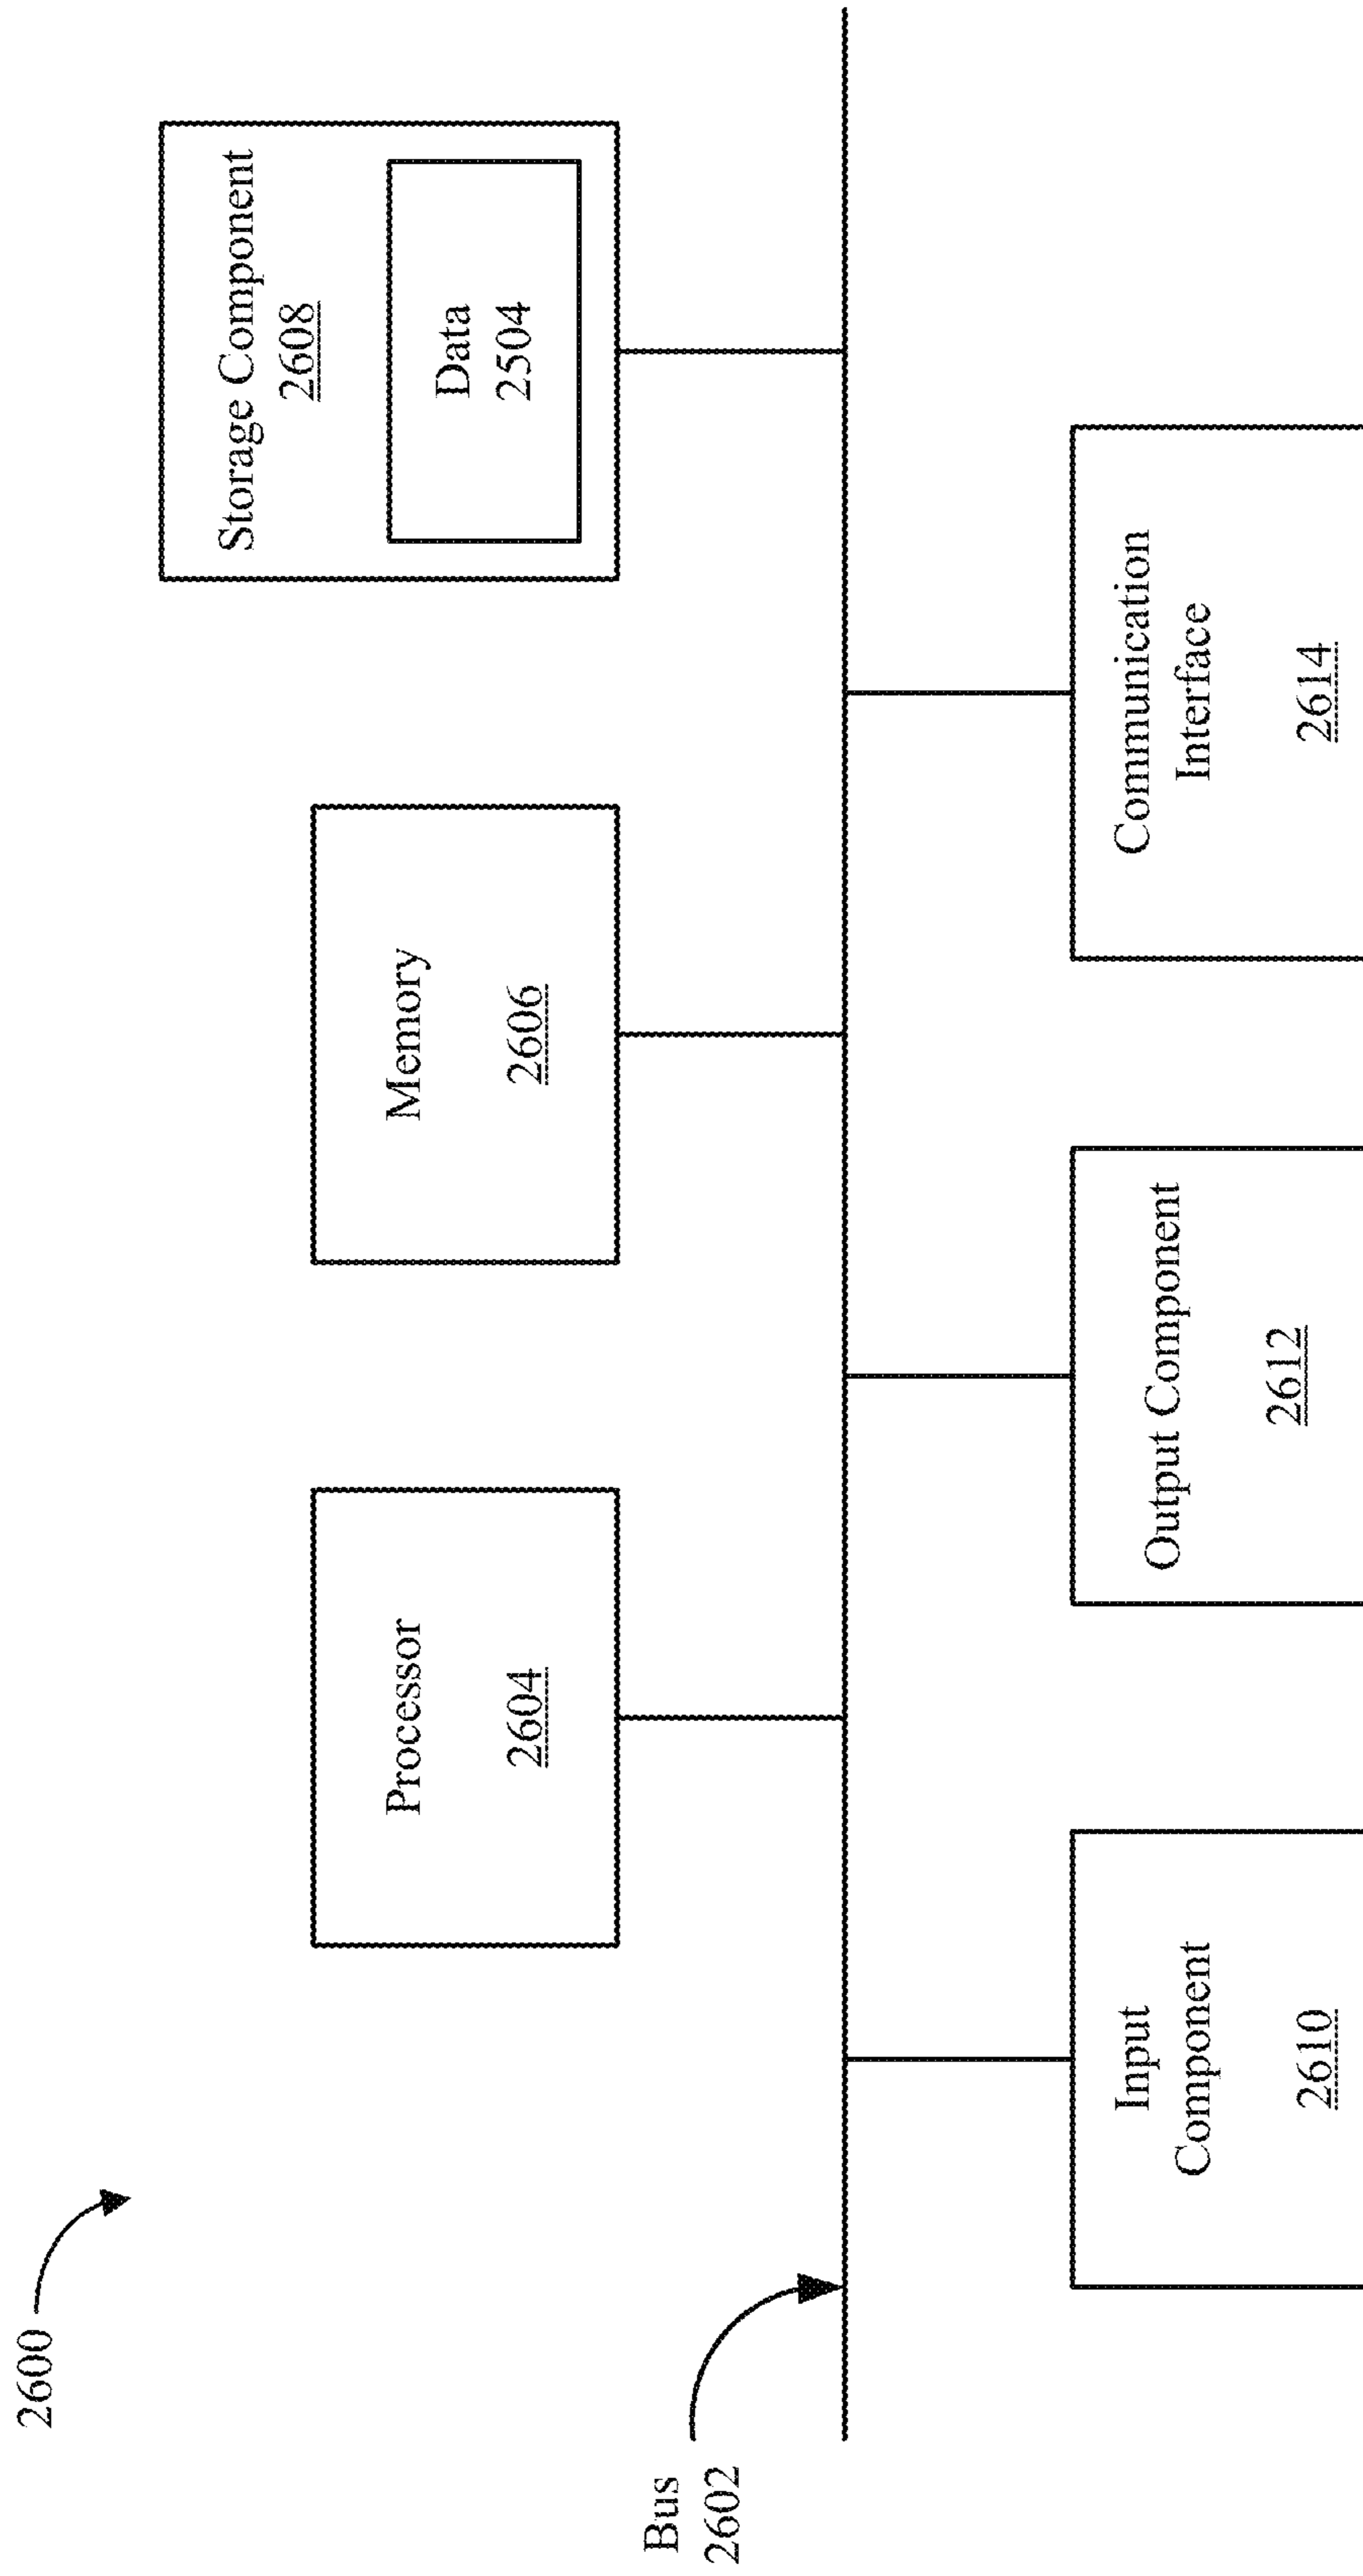 2600
Processor
2604
Memory
2606
Storage Component
2608
Data
2504
Bus
2602
Input
Component
2610
Output Component
2612
Communication
Interface
2614